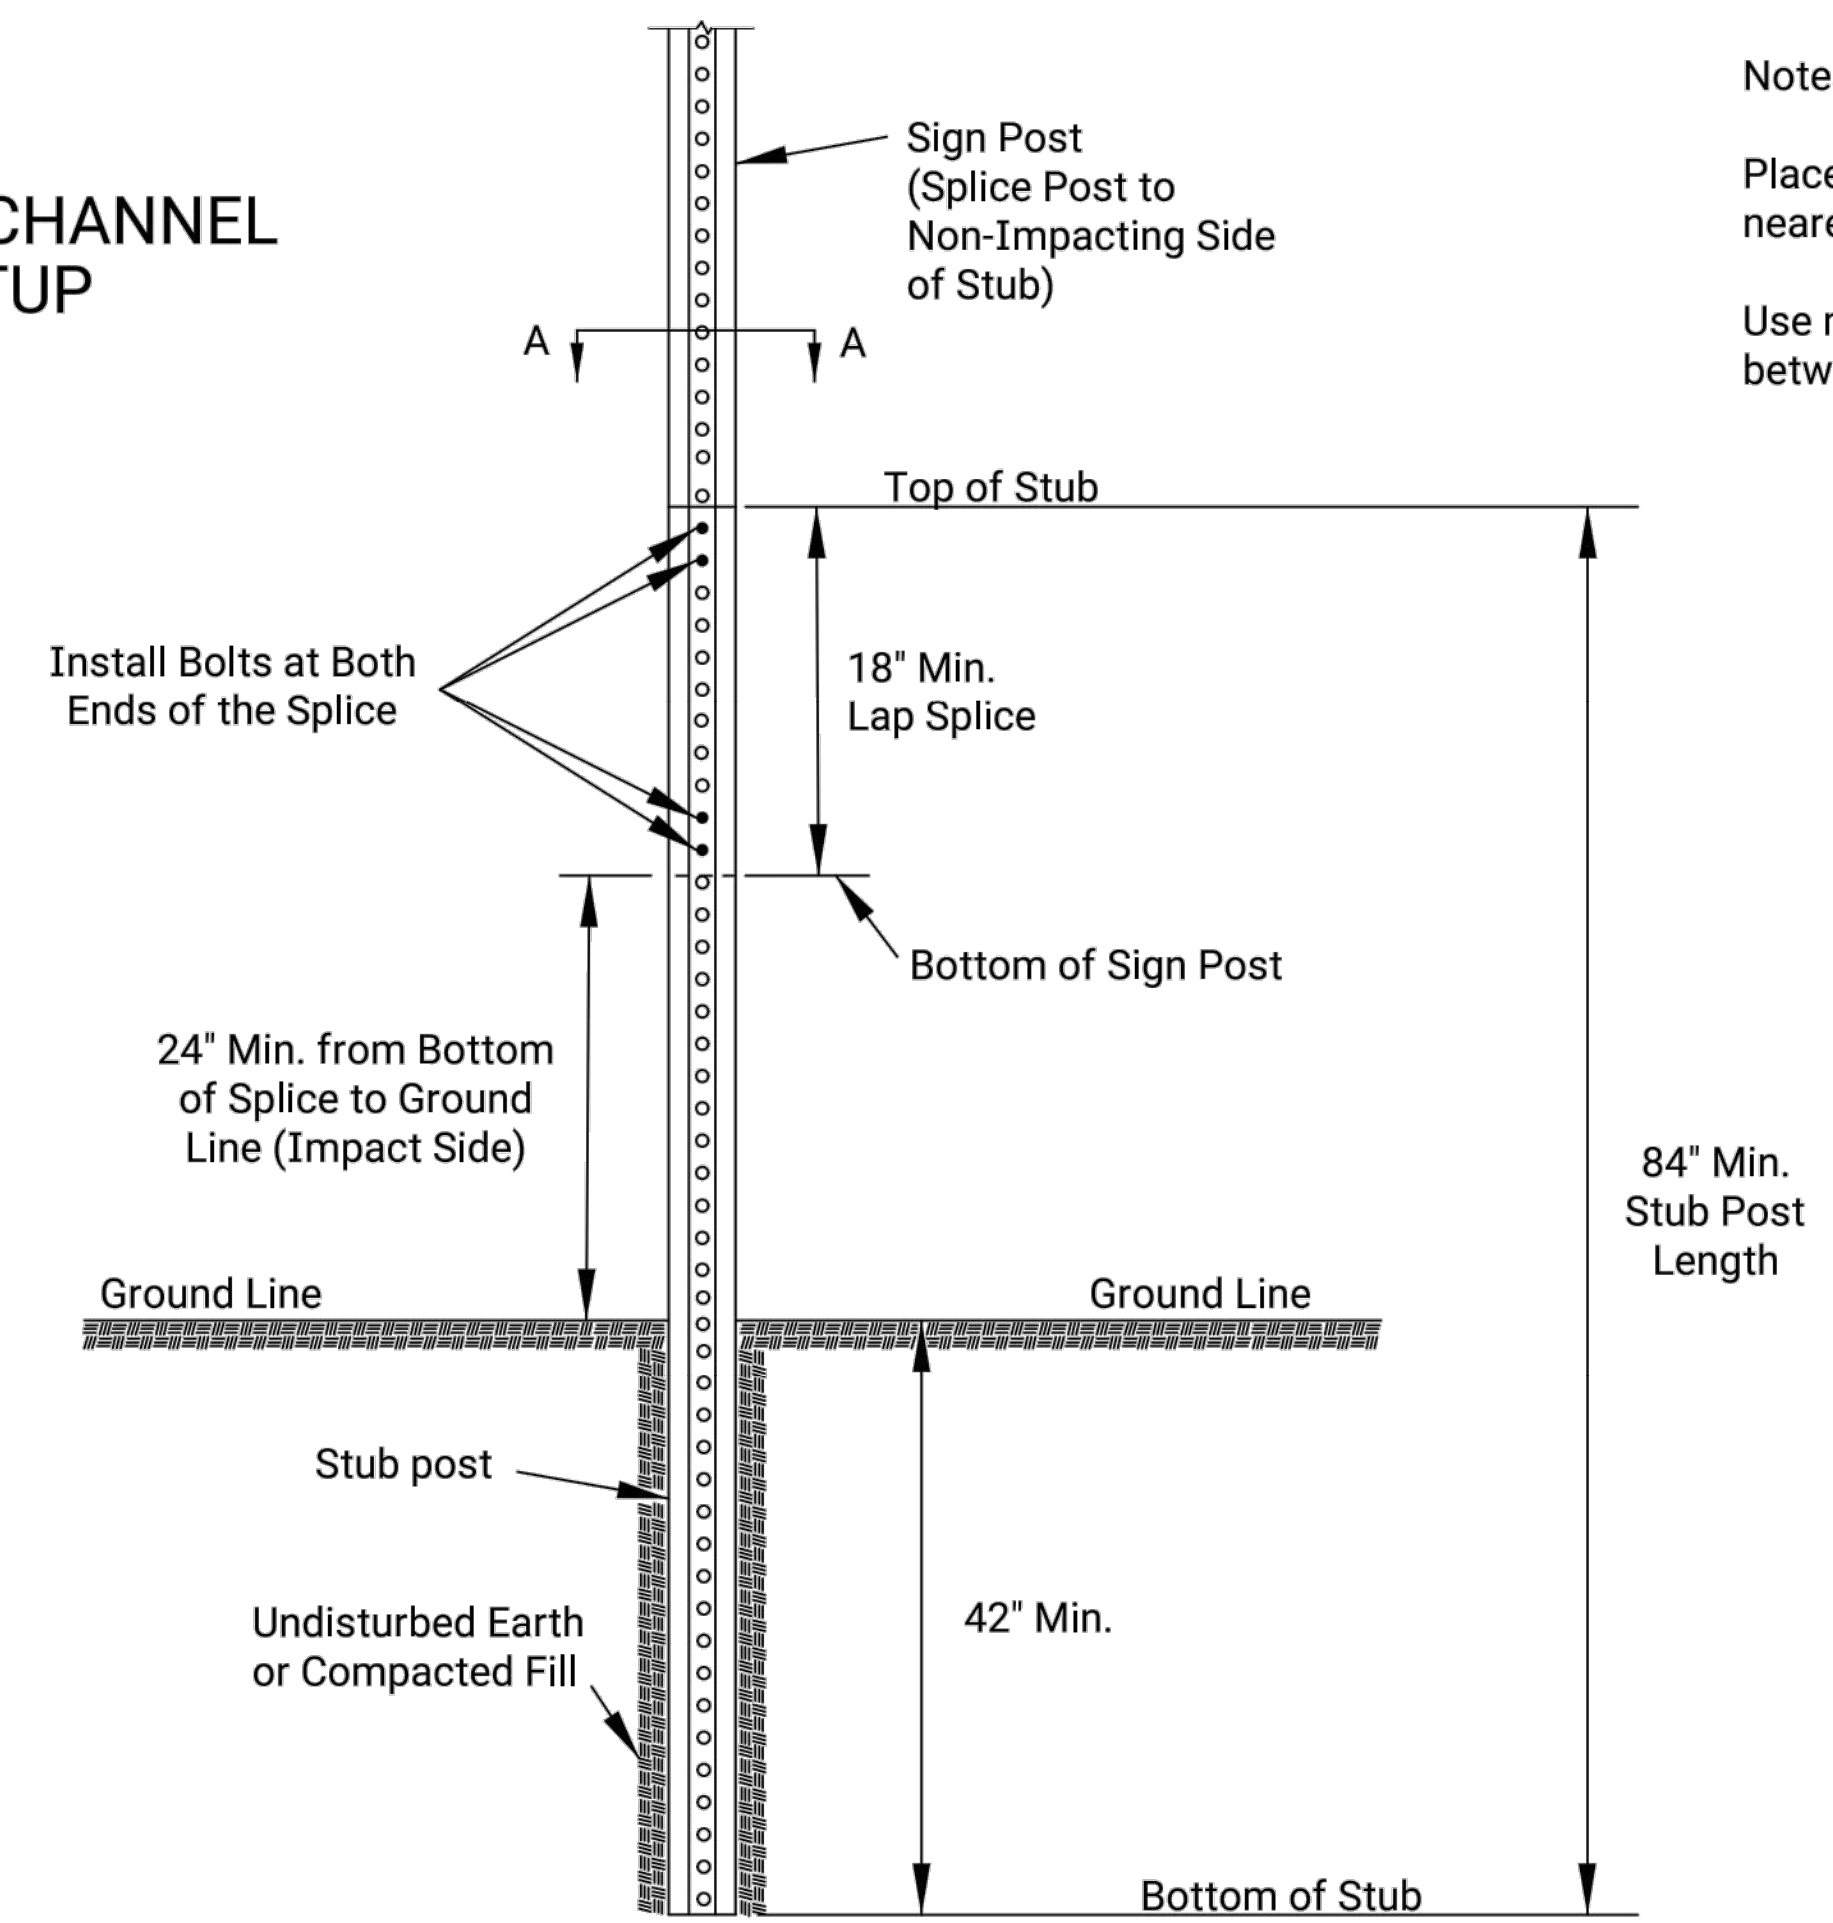 CHANNEL
TUP
Sign Post
(Splice Post to
Non-Impacting Side
of Stub)
Note
Place
neare
Use r
betw
A
A
Top of Stub
Install Bolts at Both
Ends of the Splice
18" Min.
Lap Splice
Bottom of Sign Post
24" Min. from Bottom
of Splice to Ground
Line (Impact Side)
84" Min.
Stub Post
Length
Ground Line
Ground Line
Stub post
Undisturbed Earth
or Compacted Fill
42" Min.
Bottom of Stub